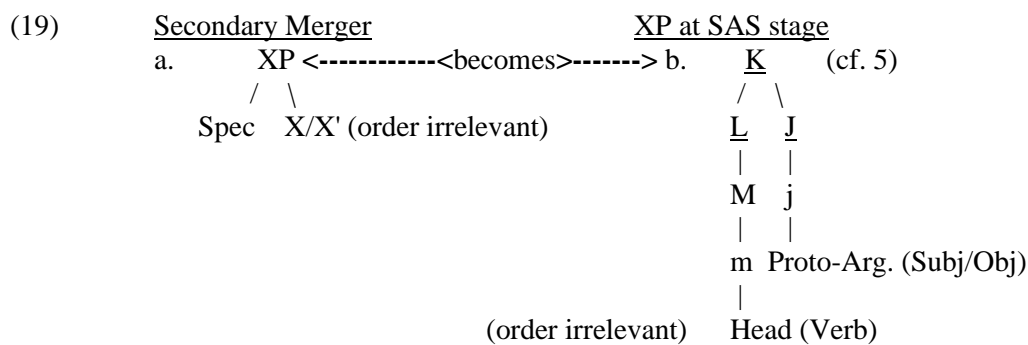 (19) Secondary Merger XP at SAS stage
a. XP <------------<becomes>-------> b. K (cf. 5)
/ \ / \
Spec X/X' (order irrelevant) L J
| |
M j
| |
m Proto-Arg. (Subj/Obj)
|
(order irrelevant) Head (Verb)